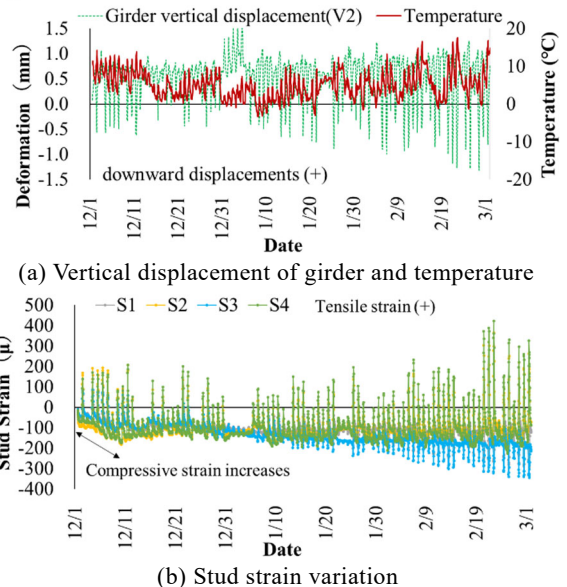 Girder vertical displacement(V2) Temperature
Deformation (mm)
1.5
1.0
0.5
0.0
-0.5
-1.0
-1.5
downward displacements (+)
20
10
0
-10
-20
Temperature (°C)
12/1 12/11 12/21 12/31 1/10 1/20 1/30 2/9 2/19 3/1
Date
(a) Vertical displacement of girder and temperature
S1 S2 S3 S4 Tensile strain (+)
Stud Strain (μ)
500
400
300
200
100
0
-100
-200
-300
-400
Compressive strain increases
12/1 12/11 12/21 12/31 1/10 1/20 1/30 2/9 2/19 3/1
Date
(b) Stud strain variation